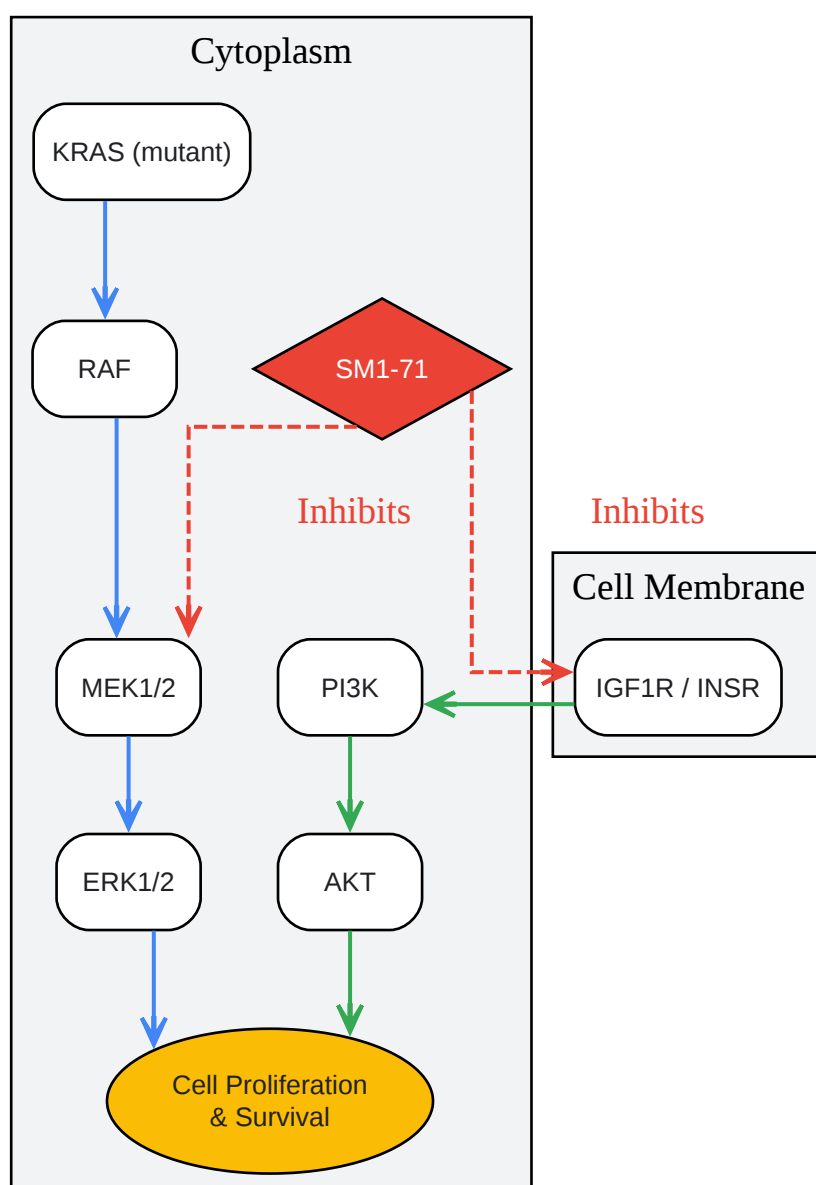 Cytoplasm
KRAS (mutant)
RAF
SM1-71
Inhibits
Inhibits
Cell Membrane
MEK1/2
PI3K
IGF1R / INSR
ERK1/2
AKT
Cell Proliferation
& Survival